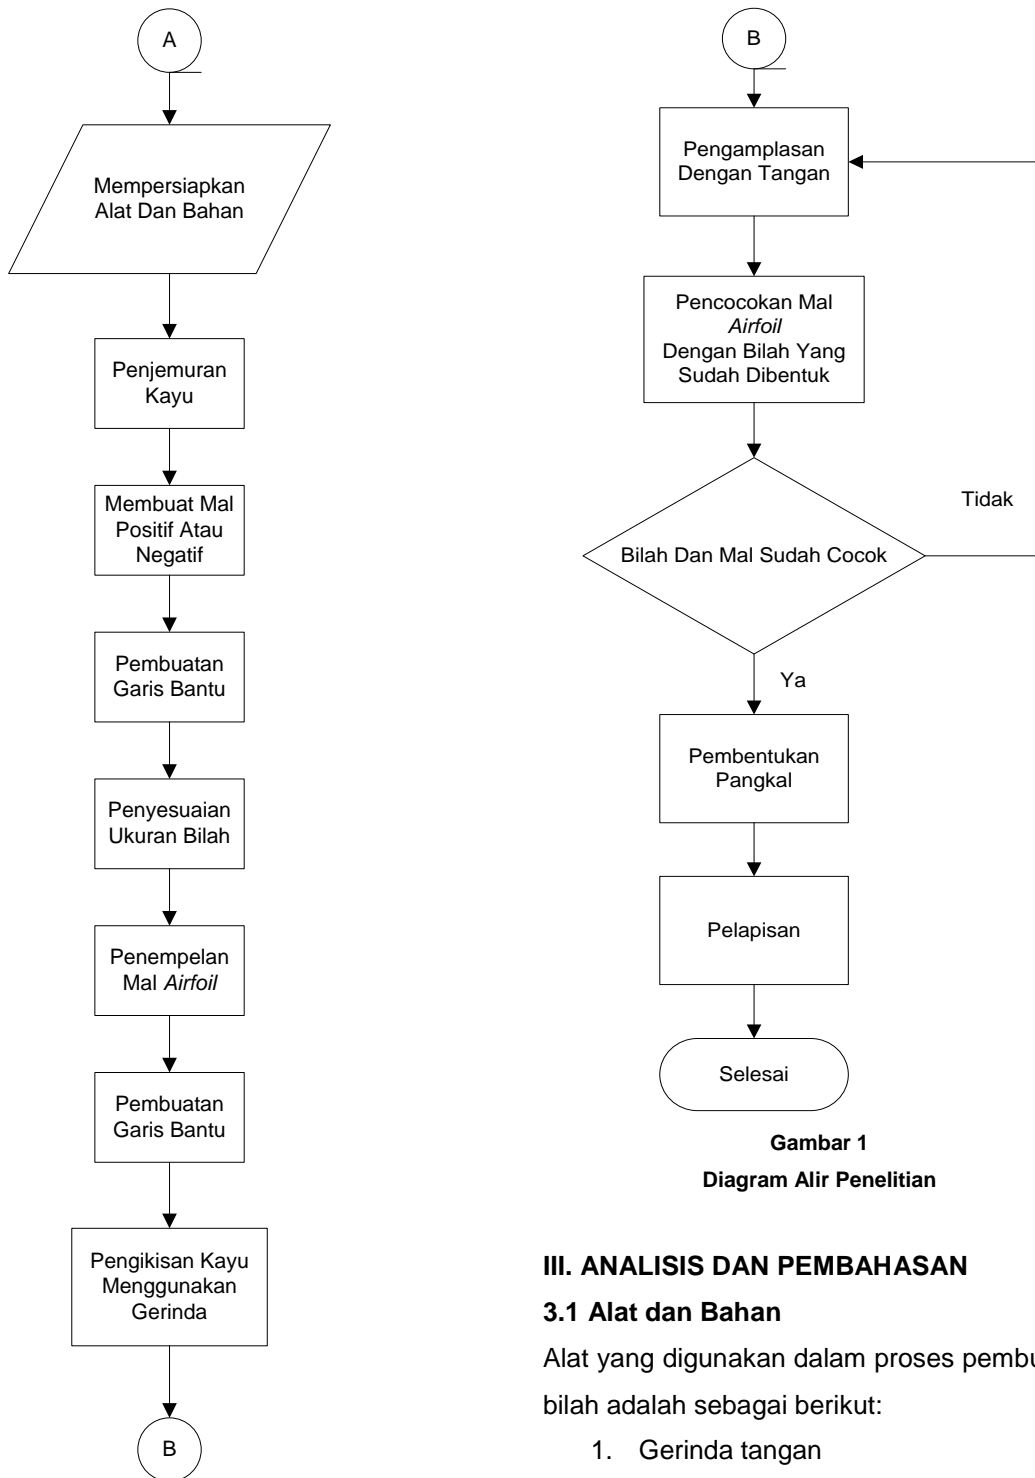 A
Mempersiapkan
Alat Dan Bahan
Penjemuran
Kayu
Membuat Mal
Positif Atau
Negatif
Pembuatan
Garis Bantu
Penyesuaian
Ukuran Bilah
Penempelan
Mal Airfoil
Pembuatan
Garis Bantu
Pengikisan Kayu
Menggunakan
Gerinda
B
B
Pengamplasan
Dengan Tangan
Pencocokan Mal
Airfoil
Dengan Bilah Yang
Sudah Dibentuk
Bilah Dan Mal Sudah Cocok
Tidak
Ya
Pembentukan
Pangkal
Pelapisan
Selesai
Gambar 1
Diagram Alir Penelitian
III. ANALISIS DAN PEMBAHASAN
3.1 Alat dan Bahan
Alat yang digunakan dalam proses
bilah adalah sebagai berikut:
1. Gerinda tangan